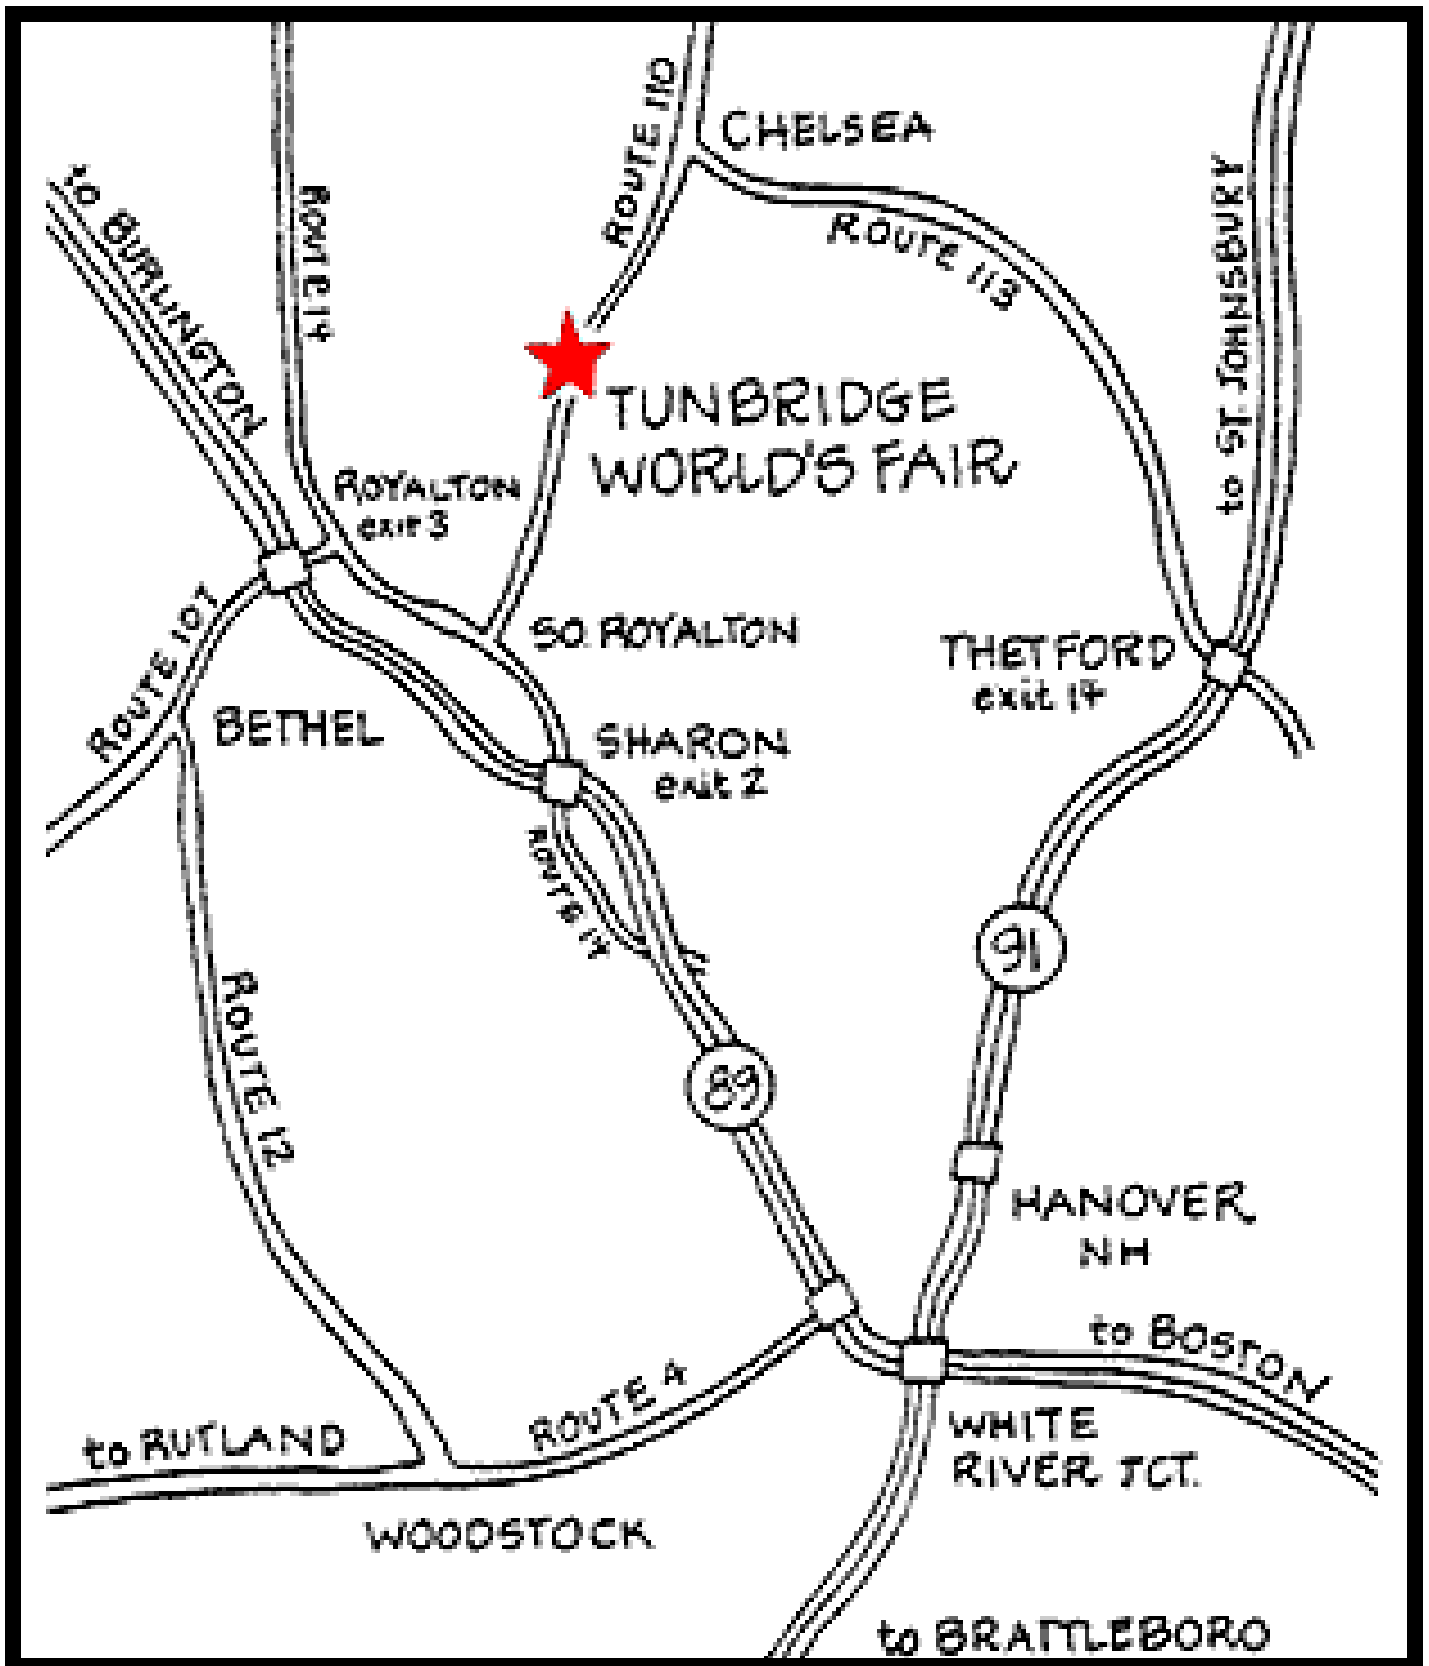 ROUTE 110
CHELSEA
to BURLINGTON
ROUTE 14
ROUTE 113
to ST. JOHNSBURY
TUNBRIDGE
WORLD'S FAIR
ROYALTON
exit 3
ROUTE 107
SO. ROYALTON
THETFORD
exit 14
BETHEL
SHARON
exit 2
ROUTE 14
91
ROUTE 12
89
HANOVER
NH
to BOSTON
ROUTE 4
to RUTLAND
WHITE
RIVER JCT.
WOODSTOCK
to BRATTLEBORO